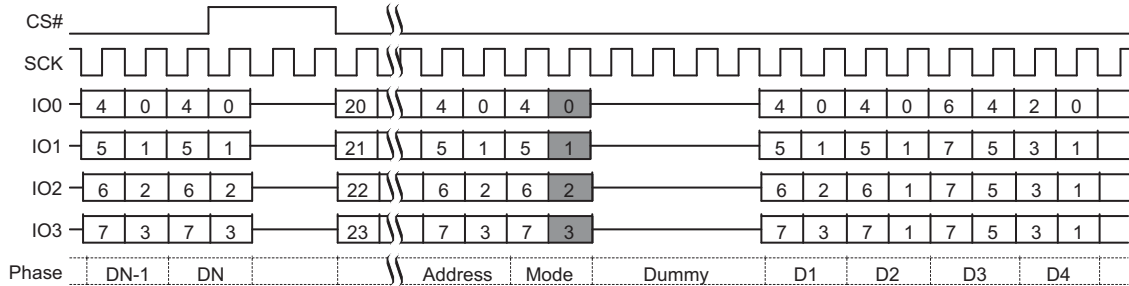 CS#
SCK
IO0 4 0 4 0 20 4 0 4 0 4 0 4 0 6 4 2 0
IO1 5 1 5 1 21 5 1 5 1 5 1 5 1 7 5 3 1
IO2 6 2 6 2 22 6 2 6 2 6 2 6 1 7 5 3 1
IO3 7 3 7 3 23 7 3 7 3 7 3 7 1 7 5 3 1
Phase DN-1 DN Address Mode Dummy D1 D2 D3 D4